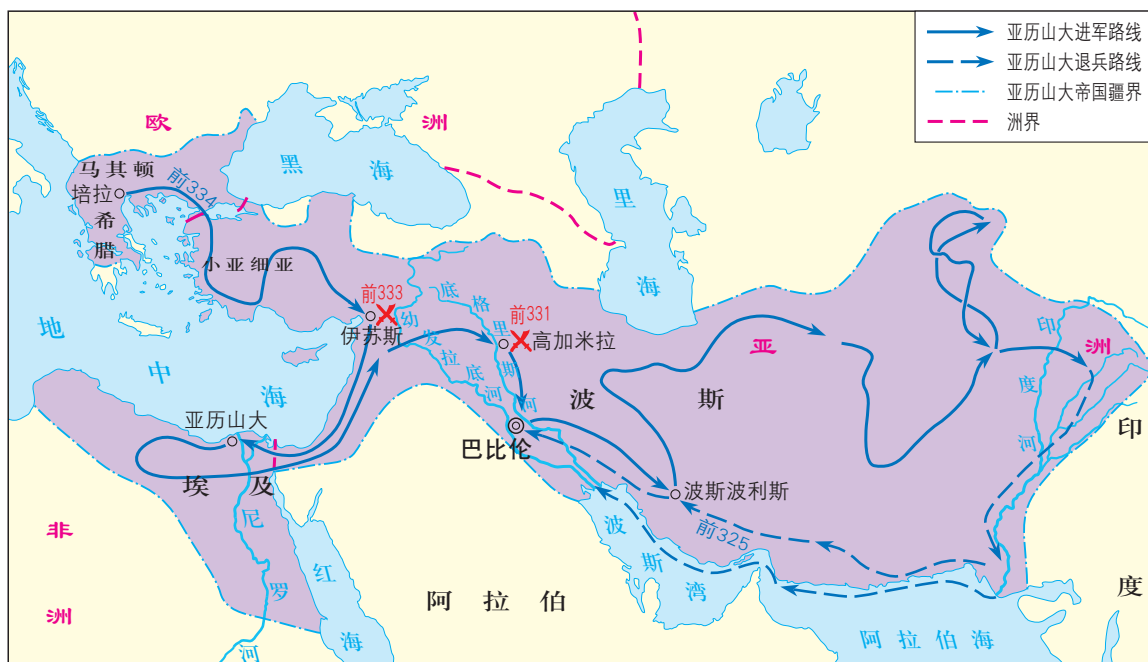 亚历山大进军路线
亚历山大退兵路线
亚历山大帝国疆界
洲界
欧洲
马其顿
培拉
前334
希腊
小亚细亚
黑海
里海
地中海
前333
伊苏斯
底格里斯河
幼发拉底河
前331
高加米拉
亚洲
波斯
印度河
印度
亚历山大
巴比伦
埃及
尼罗河
红海
非洲
波斯波利斯
前325
波斯湾
阿拉伯
阿拉伯海